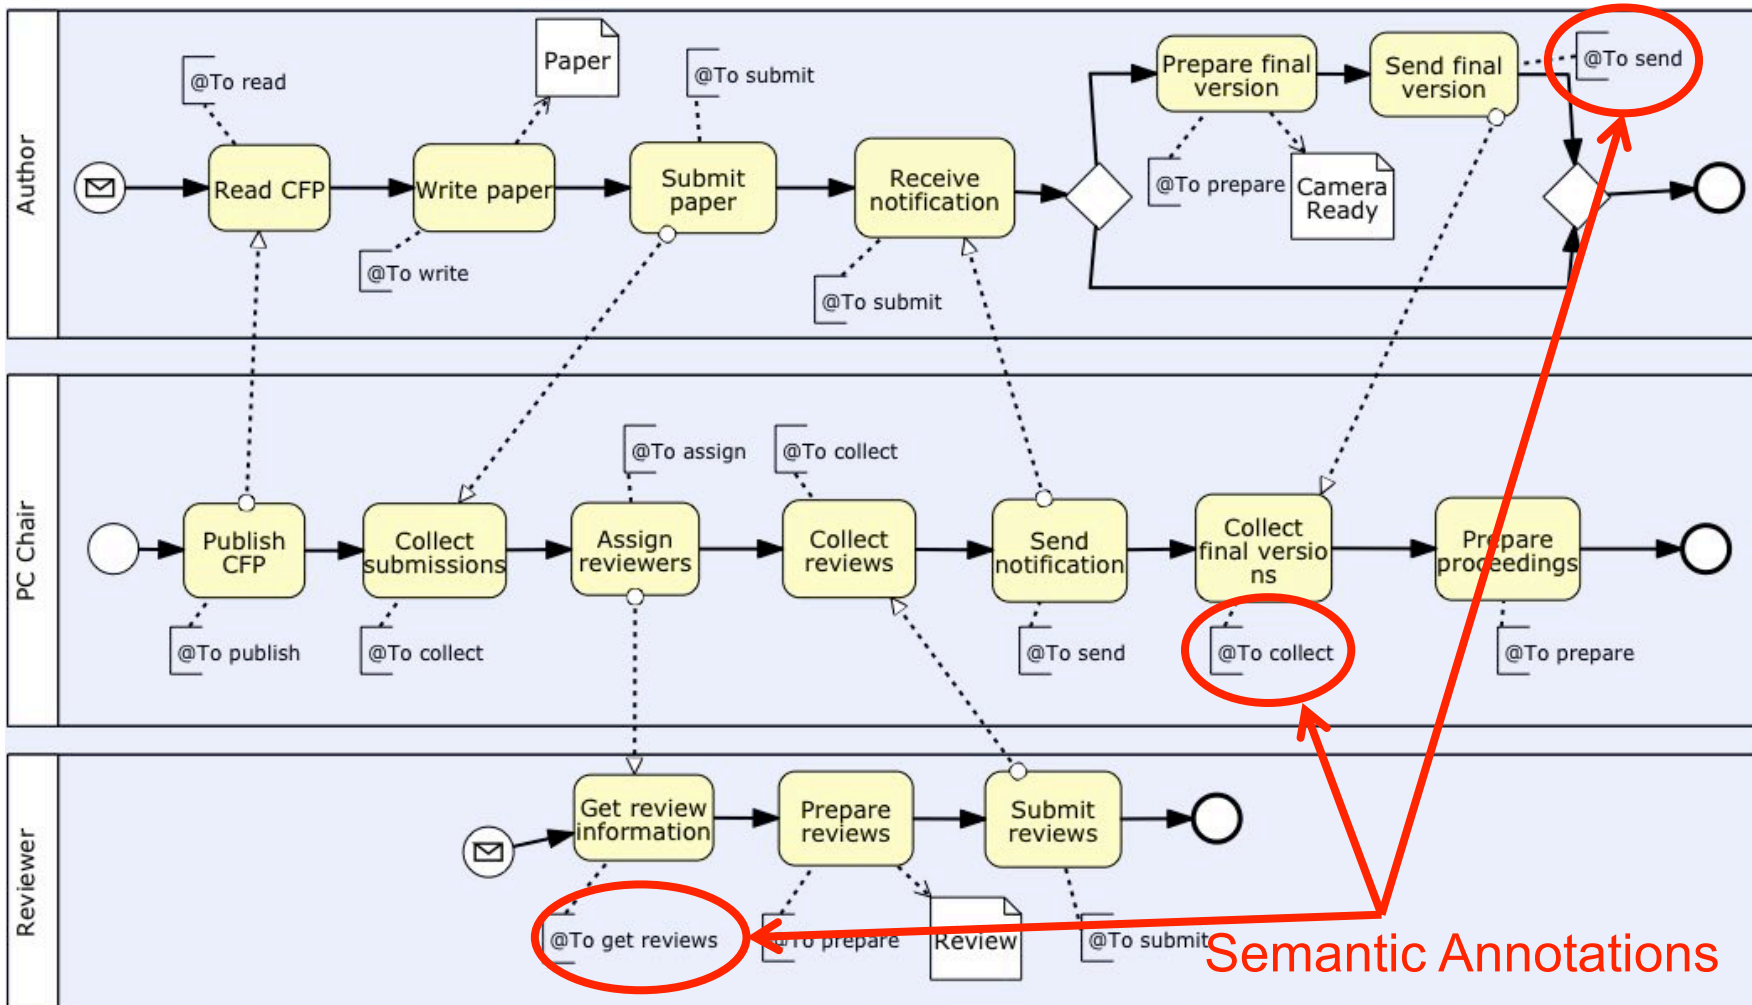 Author
@To read
Paper
@To submit
Prepare final
version
Send final
version
@To send
Read CFP
Write paper
Submit
paper
Receive
notification
@To prepare
Camera
Ready
@To write
@To submit
PC Chair
@To assign
@To collect
Publish
CFP
Collect
submissions
Assign
reviewers
Collect
reviews
Send
notification
Collect
final versio
ns
Prepare
proceedings
@To publish
@To collect
@To send
@To collect
@To prepare
Reviewer
Get review
information
Prepare
reviews
Submit
reviews
@To get reviews
@To prepare
Review
@To submit
Semantic Annotations